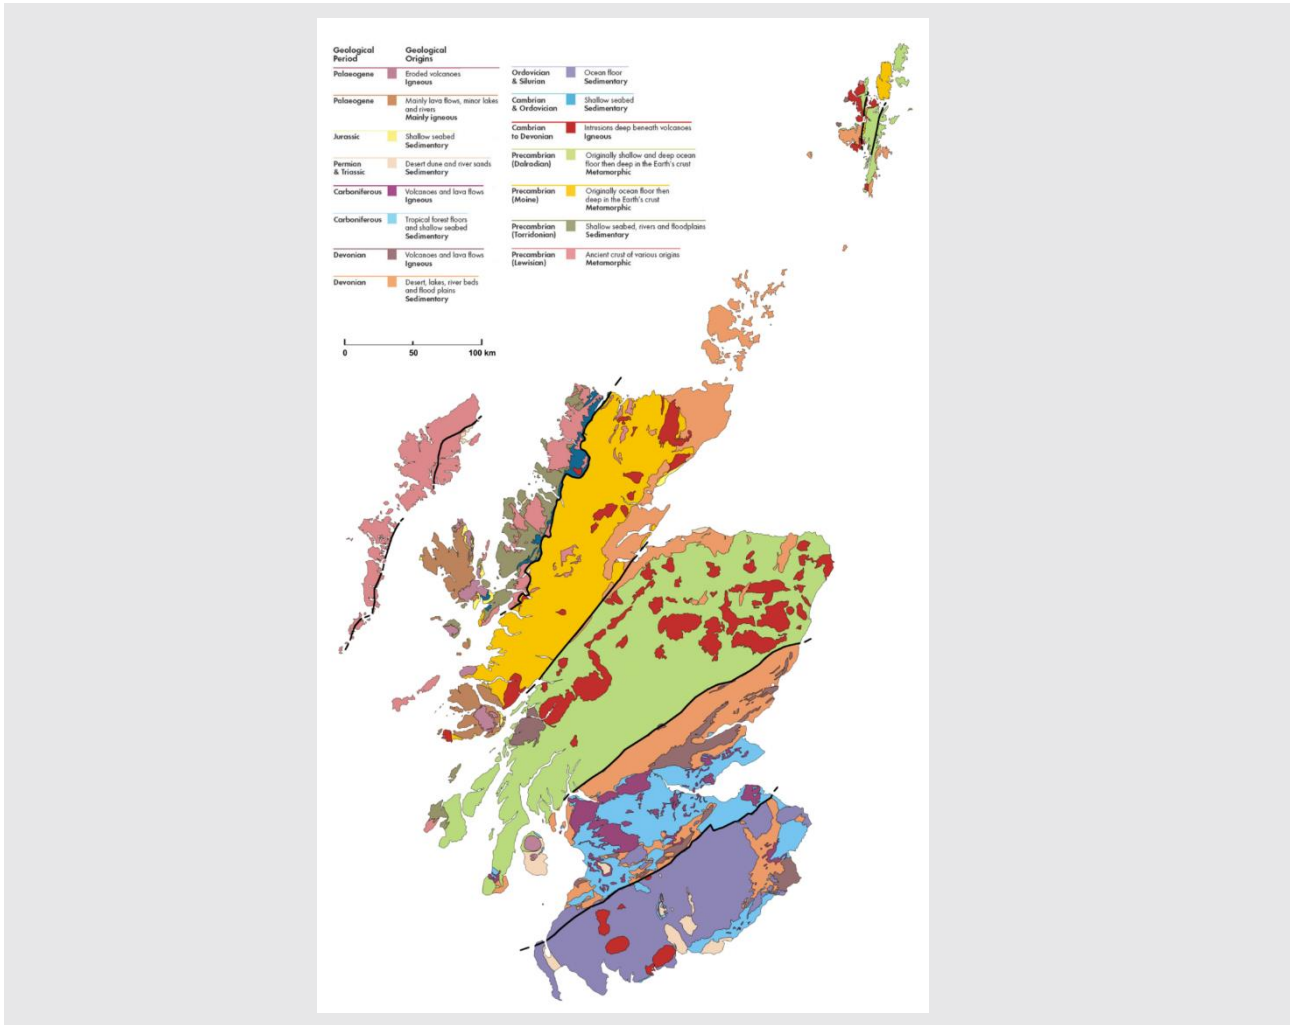 Geological Period
Geological Origins
Palaeogene
Eroded volcanoes
Igneous
Palaeogene
Mainly lava flows, minor lakes
and rivers
Mainly igneous
Jurassic
Shallow seabed
Sedimentary
Permian
& Triassic
Desert dune and river sands
Sedimentary
Carboniferous
Volcanoes and lava flows
Igneous
Carboniferous
Tropical forest floors
and shallow seabed
Sedimentary
Devonian
Volcanoes and lava flows
Igneous
Devonian
Desert, lakes, river beds
and flood plains
Sedimentary
Ordovician
& Silurian
Ocean floor
Sedimentary
Cambrian
& Ordovician
Shallow seabed
Sedimentary
Cambrian
to Devonian
Intrusions deep beneath volcanoes
Igneous
Precambrian
(Dalradian)
Originally shallow and deep ocean
floor then deep in the Earth's crust
Metamorphic
Precambrian
(Moine)
Originally ocean floor then
deep in the Earth's crust
Metamorphic
Precambrian
(Torridonian)
Shallow seabed, rivers and floodplains
Sedimentary
Precambrian
(Lewisian)
Ancient crust of various origins
Metamorphic
0 50 100 km